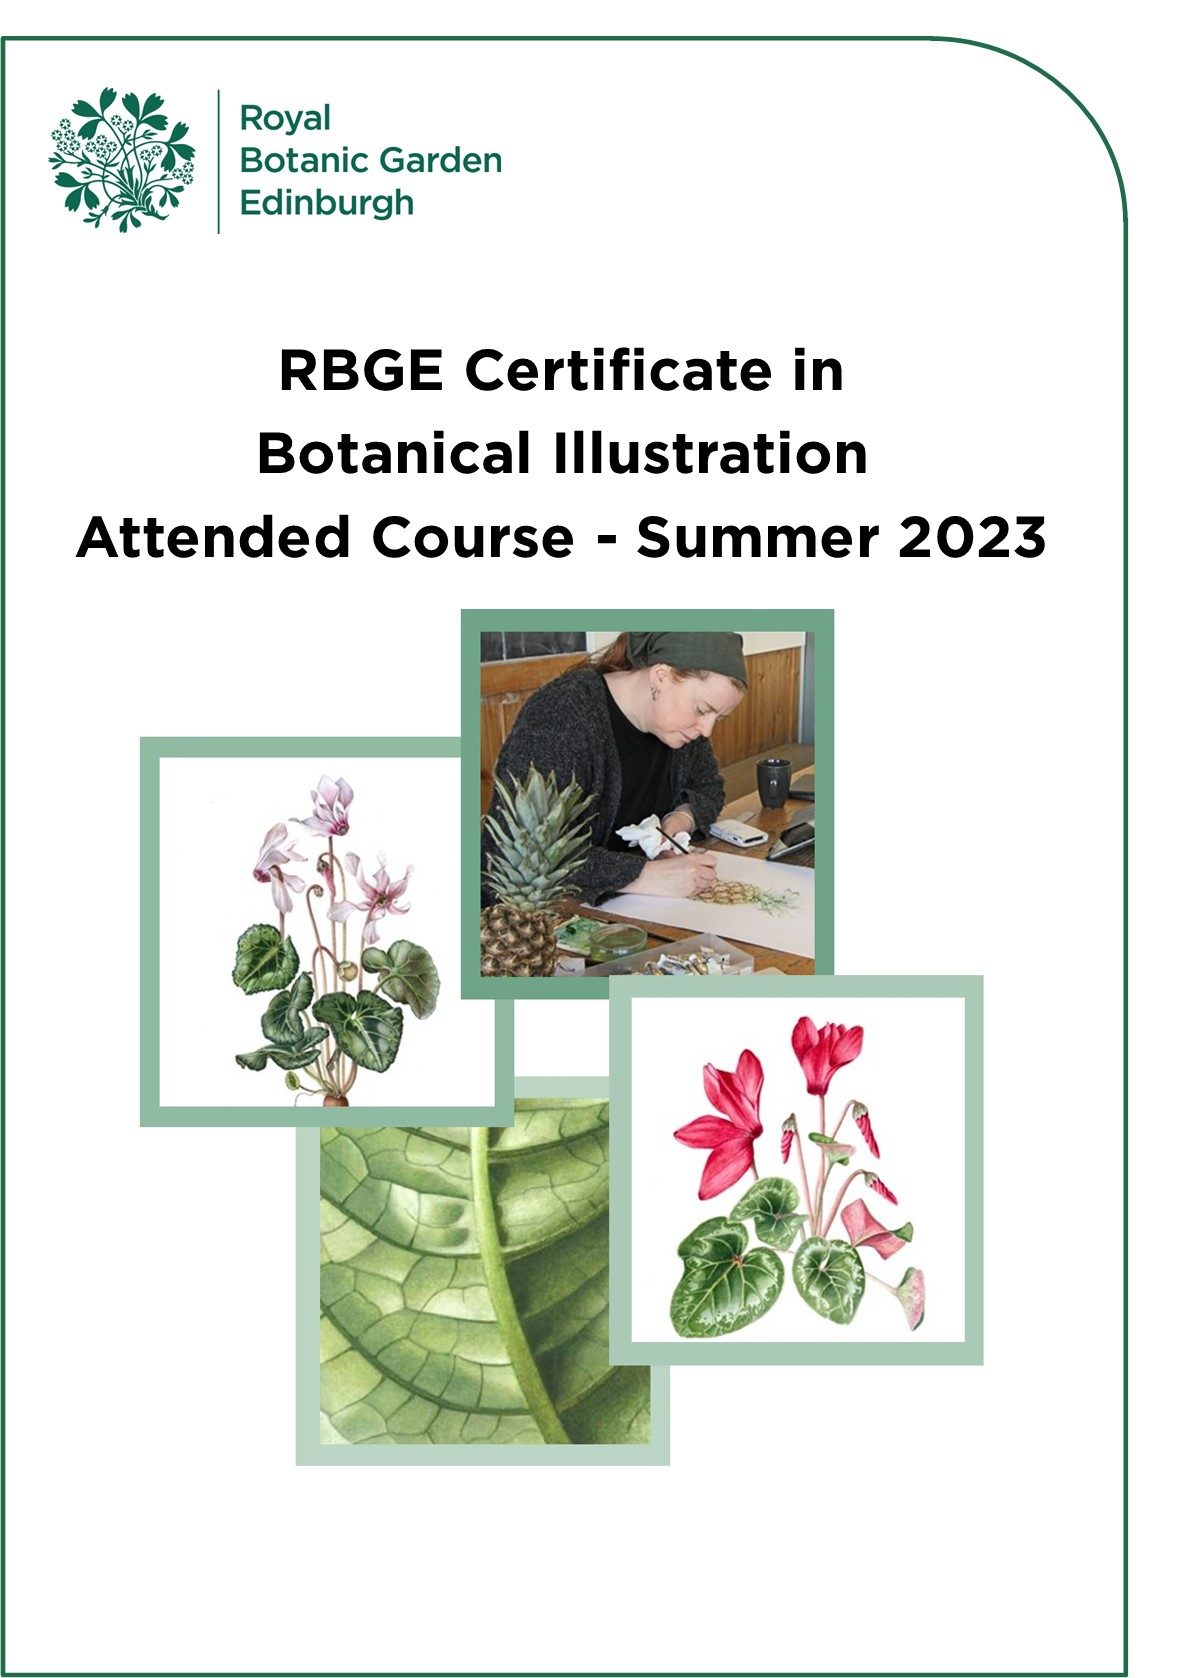 Royal
Botanic Garden
Edinburgh
RBGE Certificate in
Botanical Illustration
Attended Course - Summer 2023